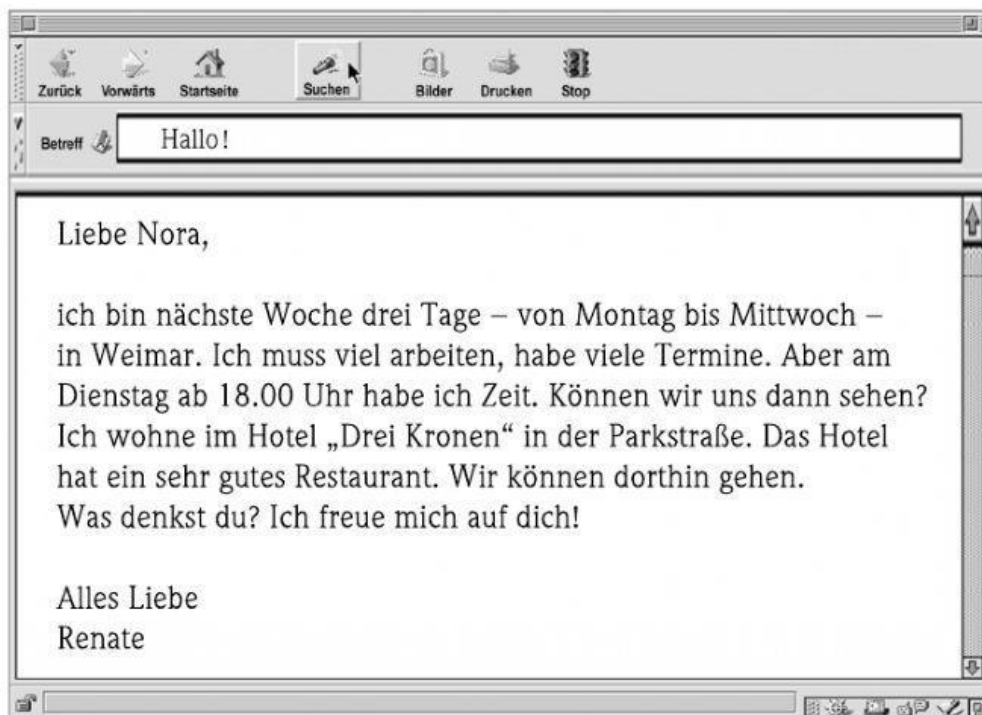 Zurück Vorwärts Startseite Suchen Bilder Drucken Stop
Betreff Hallo!
Liebe Nora,
ich bin nächste Woche drei Tage – von Montag bis Mittwoch –
in Weimar. Ich muss viel arbeiten, habe viele Termine. Aber am
Dienstag ab 18.00 Uhr habe ich Zeit. Können wir uns dann sehen?
Ich wohne im Hotel „Drei Kronen“ in der Parkstraße. Das Hotel
hat ein sehr gutes Restaurant. Wir können dorthin gehen.
Was denkst du? Ich freue mich auf dich!
Alles Liebe
Renate